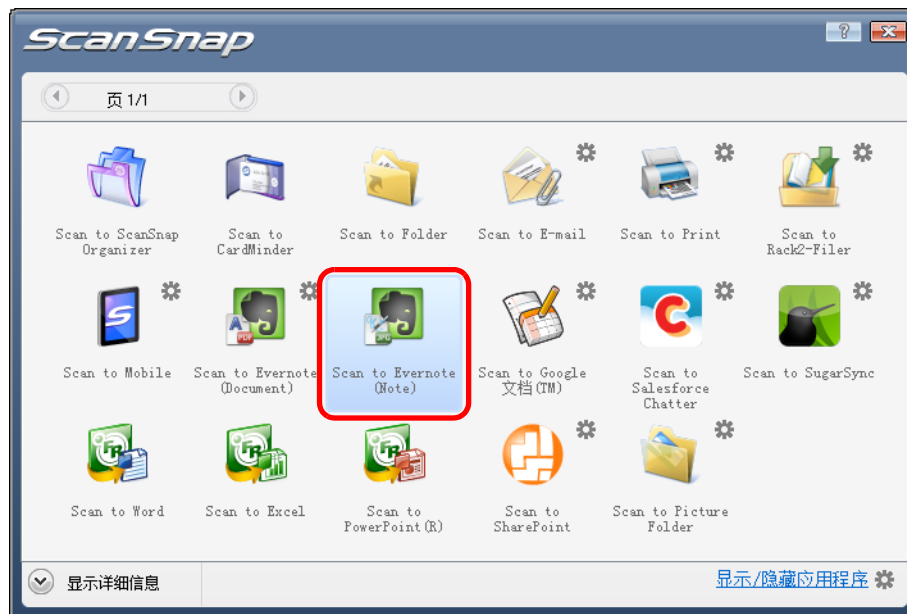 ScanSnap
?
页 1/1
Scan to ScanSnap
Organizer
Scan to
CardMinder
Scan to Folder
Scan to E-mail
Scan to Print
Scan to
Rack2-Filer
A
PDF
JPG
Scan to Mobile
Scan to Evernote
(Document)
Scan to Evernote
(Note)
Scan to Google
文档(TM)
Scan to
Salesforce
Chatter
Scan to SugarSync
Scan to Word
Scan to Excel
Scan to
PowerPoint(R)
Scan to
SharePoint
Scan to Picture
Folder
显示详细信息
显示/隐藏应用程序